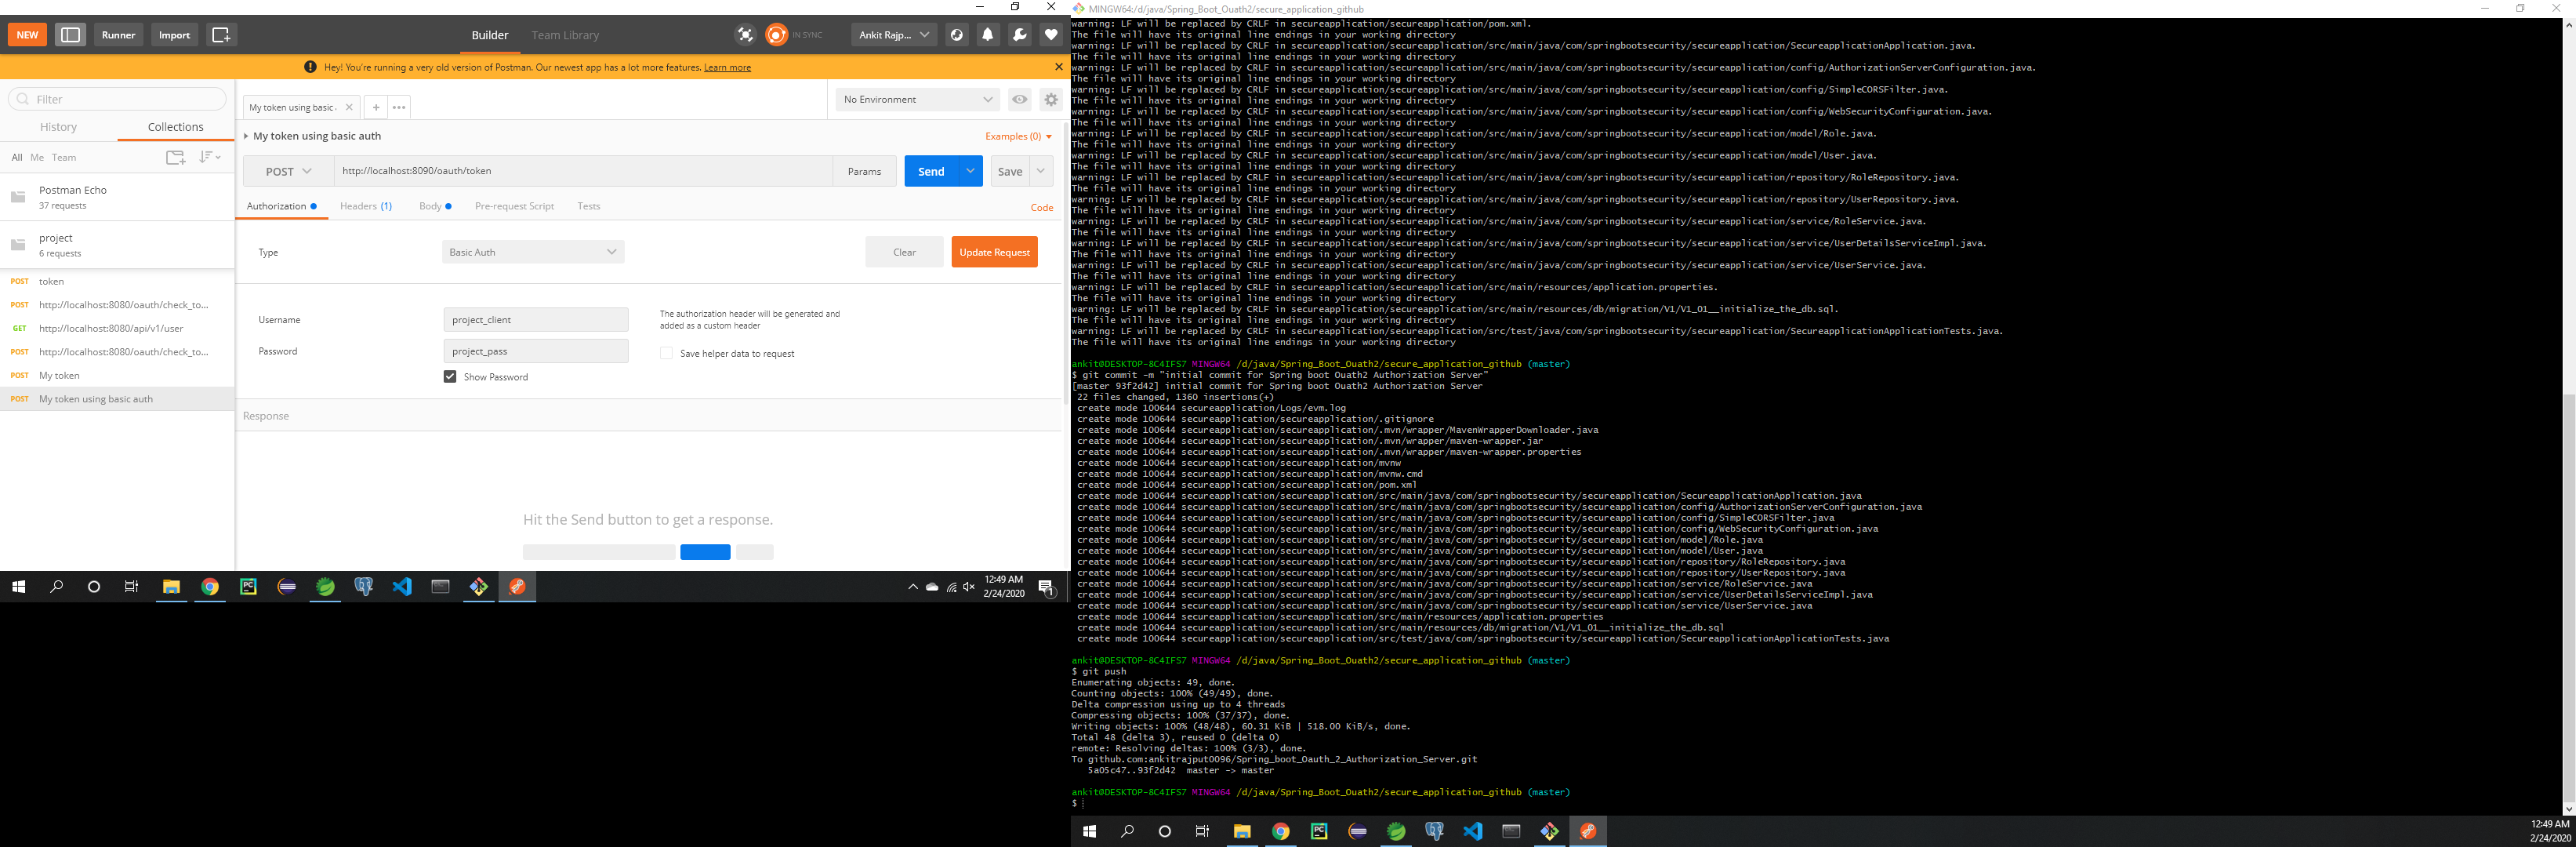 NEW
Runner
Import
Builder
Team Library
IN SYNC
Ankit Rajp...
Hey! You're running a very old version of Postman. Our newest app has a lot more features. Learn more
Filter
History
Collections
All Me Team
Postman Echo
37 requests
project
6 requests
POST token
POST http://localhost:8080/oauth/check_to...
GET http://localhost:8080/api/v1/user
POST http://localhost:8080/oauth/check_to...
POST My token
POST My token using basic auth
My token using basic
No Environment
My token using basic auth
Examples (0)
POST
http://localhost:8090/oauth/token
Params
Send
Save
Authorization
Headers (1)
Body
Pre-request Script
Tests
Code
Type
Basic Auth
Clear
Update Request
Username
project_client
The authorization header will be generated and
added as a custom header
Password
project_pass
Save helper data to request
Show Password
Response
Hit the Send button to get a response.
12:49 AM
2/24/2020
MINGW64:/d/java/Spring_Boot_Ouath2/secure_application_github
warning: LF will be replaced by CRLF in secureapplication/secureapplication/pom.xml.
The file will have its original line endings in your working directory
warning: LF will be replaced by CRLF in secureapplication/secureapplication/src/main/java/com/springbootsecurity/secureapplication/SecureapplicationApplication.java.
The file will have its original line endings in your working directory
warning: LF will be replaced by CRLF in secureapplication/secureapplication/src/main/java/com/springbootsecurity/secureapplication/config/AuthorizationServerConfiguration.java.
The file will have its original line endings in your working directory
warning: LF will be replaced by CRLF in secureapplication/secureapplication/src/main/java/com/springbootsecurity/secureapplication/config/SimpleCORSFilter.java.
The file will have its original line endings in your working directory
warning: LF will be replaced by CRLF in secureapplication/secureapplication/src/main/java/com/springbootsecurity/secureapplication/config/WebSecurityConfiguration.java.
The file will have its original line endings in your working directory
warning: LF will be replaced by CRLF in secureapplication/secureapplication/src/main/java/com/springbootsecurity/secureapplication/model/Role.java.
The file will have its original line endings in your working directory
warning: LF will be replaced by CRLF in secureapplication/secureapplication/src/main/java/com/springbootsecurity/secureapplication/model/User.java.
The file will have its original line endings in your working directory
warning: LF will be replaced by CRLF in secureapplication/secureapplication/src/main/java/com/springbootsecurity/secureapplication/repository/RoleRepository.java.
The file will have its original line endings in your working directory
warning: LF will be replaced by CRLF in secureapplication/secureapplication/src/main/java/com/springbootsecurity/secureapplication/repository/UserRepository.java.
The file will have its original line endings in your working directory
warning: LF will be replaced by CRLF in secureapplication/secureapplication/src/main/java/com/springbootsecurity/secureapplication/service/RoleService.java.
The file will have its original line endings in your working directory
warning: LF will be replaced by CRLF in secureapplication/secureapplication/src/main/java/com/springbootsecurity/secureapplication/service/UserDetailsServiceImpl.java.
The file will have its original line endings in your working directory
warning: LF will be replaced by CRLF in secureapplication/secureapplication/src/main/java/com/springbootsecurity/secureapplication/service/UserService.java.
The file will have its original line endings in your working directory
warning: LF will be replaced by CRLF in secureapplication/secureapplication/src/main/resources/application.properties.
The file will have its original line endings in your working directory
warning: LF will be replaced by CRLF in secureapplication/secureapplication/src/main/resources/db/migration/V1/V1_01__initialize_the_db.sql.
The file will have its original line endings in your working directory
warning: LF will be replaced by CRLF in secureapplication/secureapplication/src/test/java/com/springbootsecurity/secureapplication/SecureapplicationApplicationTests.java.
The file will have its original line endings in your working directory
ankit@DESKTOP-8C4IFS7 MINGW64 /d/java/Spring_Boot_Ouath2/secure_application_github (master)
$ git commit -m "initial commit for Spring boot Ouath2 Authorization Server"
[master 93f2d42] initial commit for Spring boot Ouath2 Authorization Server
22 files changed, 1360 insertions(+)
create mode 100644 secureapplication/Logs/evm.log
create mode 100644 secureapplication/secureapplication/.gitignore
create mode 100644 secureapplication/secureapplication/.mvn/wrapper/MavenWrapperDownloader.java
create mode 100644 secureapplication/secureapplication/.mvn/wrapper/maven-wrapper.jar
create mode 100644 secureapplication/secureapplication/.mvn/wrapper/maven-wrapper.properties
create mode 100644 secureapplication/secureapplication/mvnw
create mode 100644 secureapplication/secureapplication/mvnw.cmd
create mode 100644 secureapplication/secureapplication/pom.xml
create mode 100644 secureapplication/secureapplication/src/main/java/com/springbootsecurity/secureapplication/SecureapplicationApplication.java
create mode 100644 secureapplication/secureapplication/src/main/java/com/springbootsecurity/secureapplication/config/AuthorizationServerConfiguration.java
create mode 100644 secureapplication/secureapplication/src/main/java/com/springbootsecurity/secureapplication/config/SimpleCORSFilter.java
create mode 100644 secureapplication/secureapplication/src/main/java/com/springbootsecurity/secureapplication/config/WebSecurityConfiguration.java
create mode 100644 secureapplication/secureapplication/src/main/java/com/springbootsecurity/secureapplication/model/Role.java
create mode 100644 secureapplication/secureapplication/src/main/java/com/springbootsecurity/secureapplication/model/User.java
create mode 100644 secureapplication/secureapplication/src/main/java/com/springbootsecurity/secureapplication/repository/RoleRepository.java
create mode 100644 secureapplication/secureapplication/src/main/java/com/springbootsecurity/secureapplication/repository/UserRepository.java
create mode 100644 secureapplication/secureapplication/src/main/java/com/springbootsecurity/secureapplication/service/RoleService.java
create mode 100644 secureapplication/secureapplication/src/main/java/com/springbootsecurity/secureapplication/service/UserDetailsServiceImpl.java
create mode 100644 secureapplication/secureapplication/src/main/java/com/springbootsecurity/secureapplication/service/UserService.java
create mode 100644 secureapplication/secureapplication/src/main/resources/application.properties
create mode 100644 secureapplication/secureapplication/src/main/resources/db/migration/V1/V1_01__initialize_the_db.sql
create mode 100644 secureapplication/secureapplication/src/test/java/com/springbootsecurity/secureapplication/SecureapplicationApplicationTests.java
ankit@DESKTOP-8C4IFS7 MINGW64 /d/java/Spring_Boot_Ouath2/secure_application_github (master)
$ git push
Enumerating objects: 49, done.
Counting objects: 100% (49/49), done.
Delta compression using up to 4 threads
Compressing objects: 100% (37/37), done.
Writing objects: 100% (48/48), 60.31 KiB | 518.00 KiB/s, done.
Total 48 (delta 3), reused 0 (delta 0)
remote: Resolving deltas: 100% (3/3), done.
To github.com:ankitrajput0096/Spring_boot_Oauth_2_Authorization_Server.git
5a05c47..93f2d42 master -> master
ankit@DESKTOP-8C4IFS7 MINGW64 /d/java/Spring_Boot_Ouath2/secure_application_github (master)
$
12:49 AM
2/24/2020